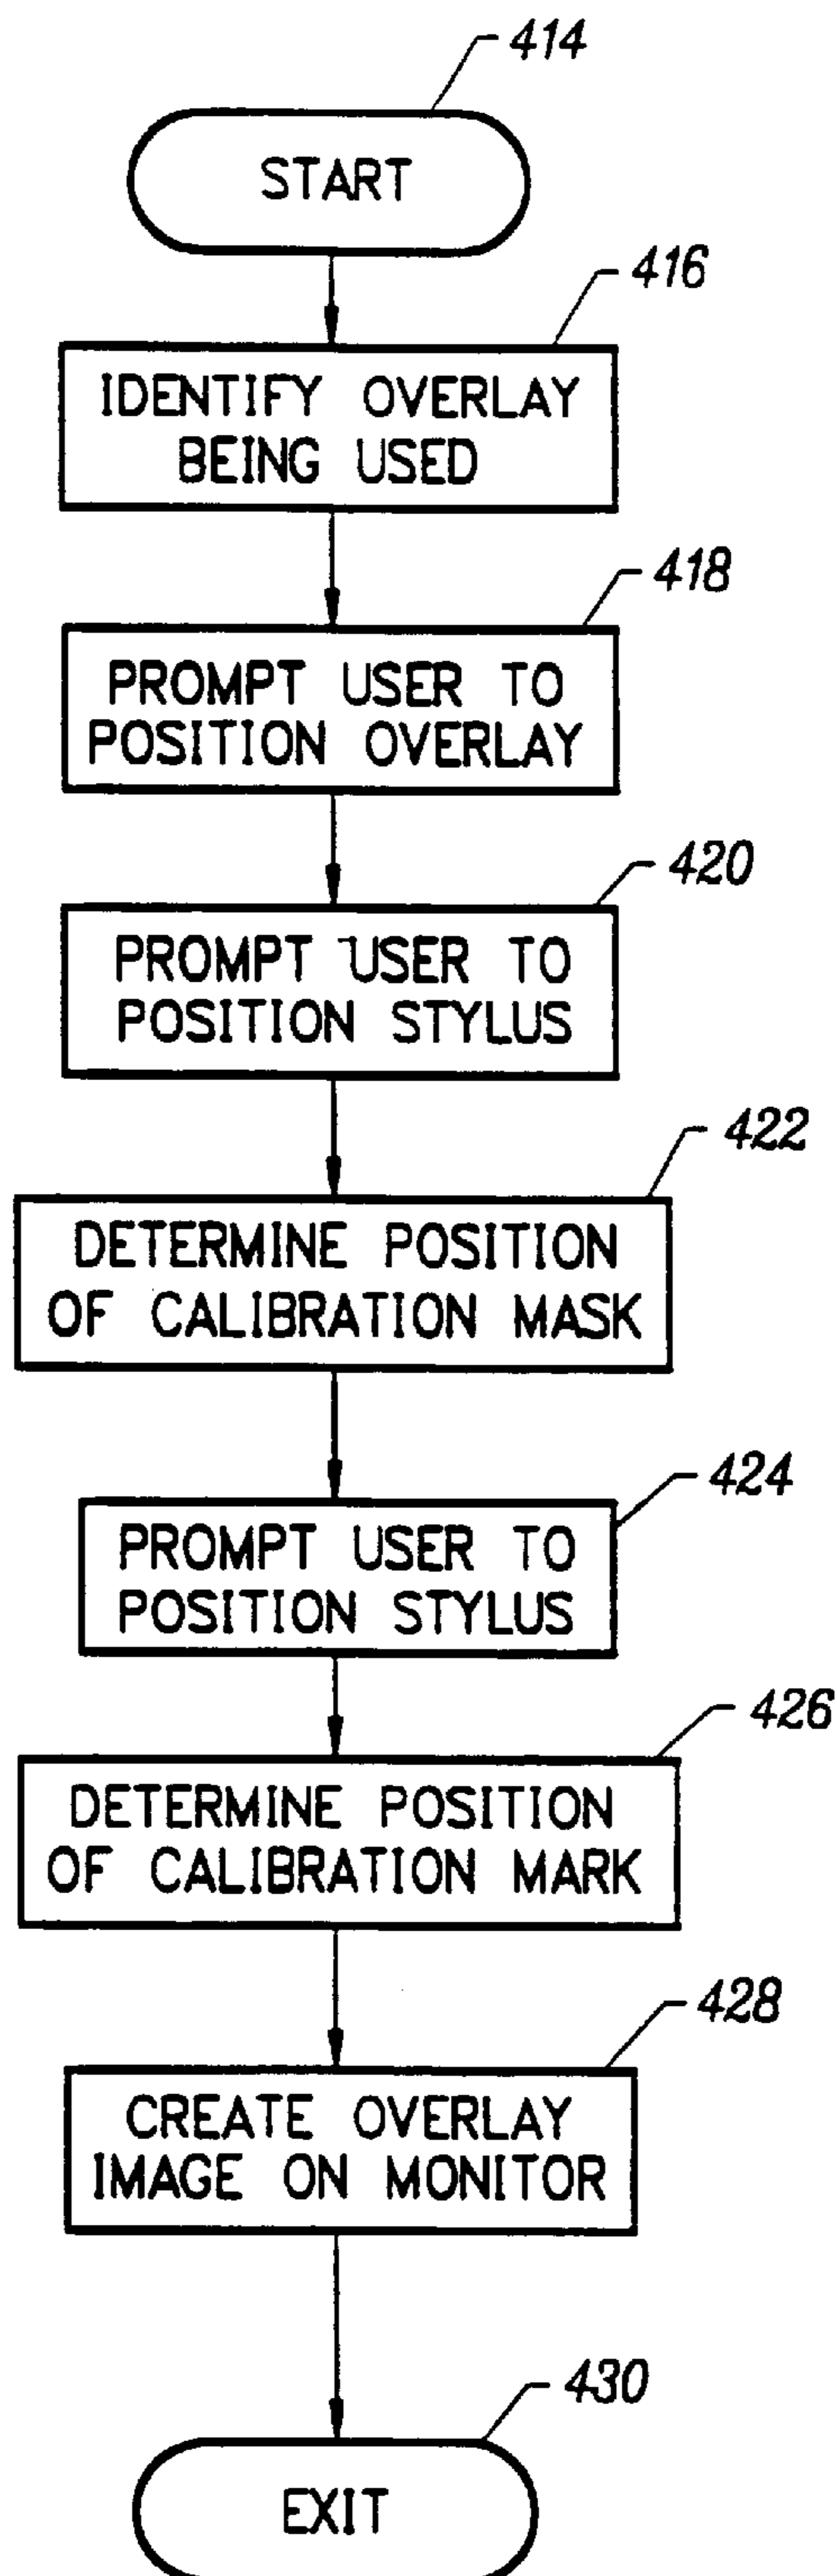 414
START
416
IDENTIFY OVERLAY
BEING USED
418
PROMPT USER TO
POSITION OVERLAY
420
PROMPT USER TO
POSITION STYLUS
422
DETERMINE POSITION
OF CALIBRATION MASK
424
PROMPT USER TO
POSITION STYLUS
426
DETERMINE POSITION
OF CALIBRATION MARK
428
CREATE OVERLAY
IMAGE ON MONITOR
430
EXIT